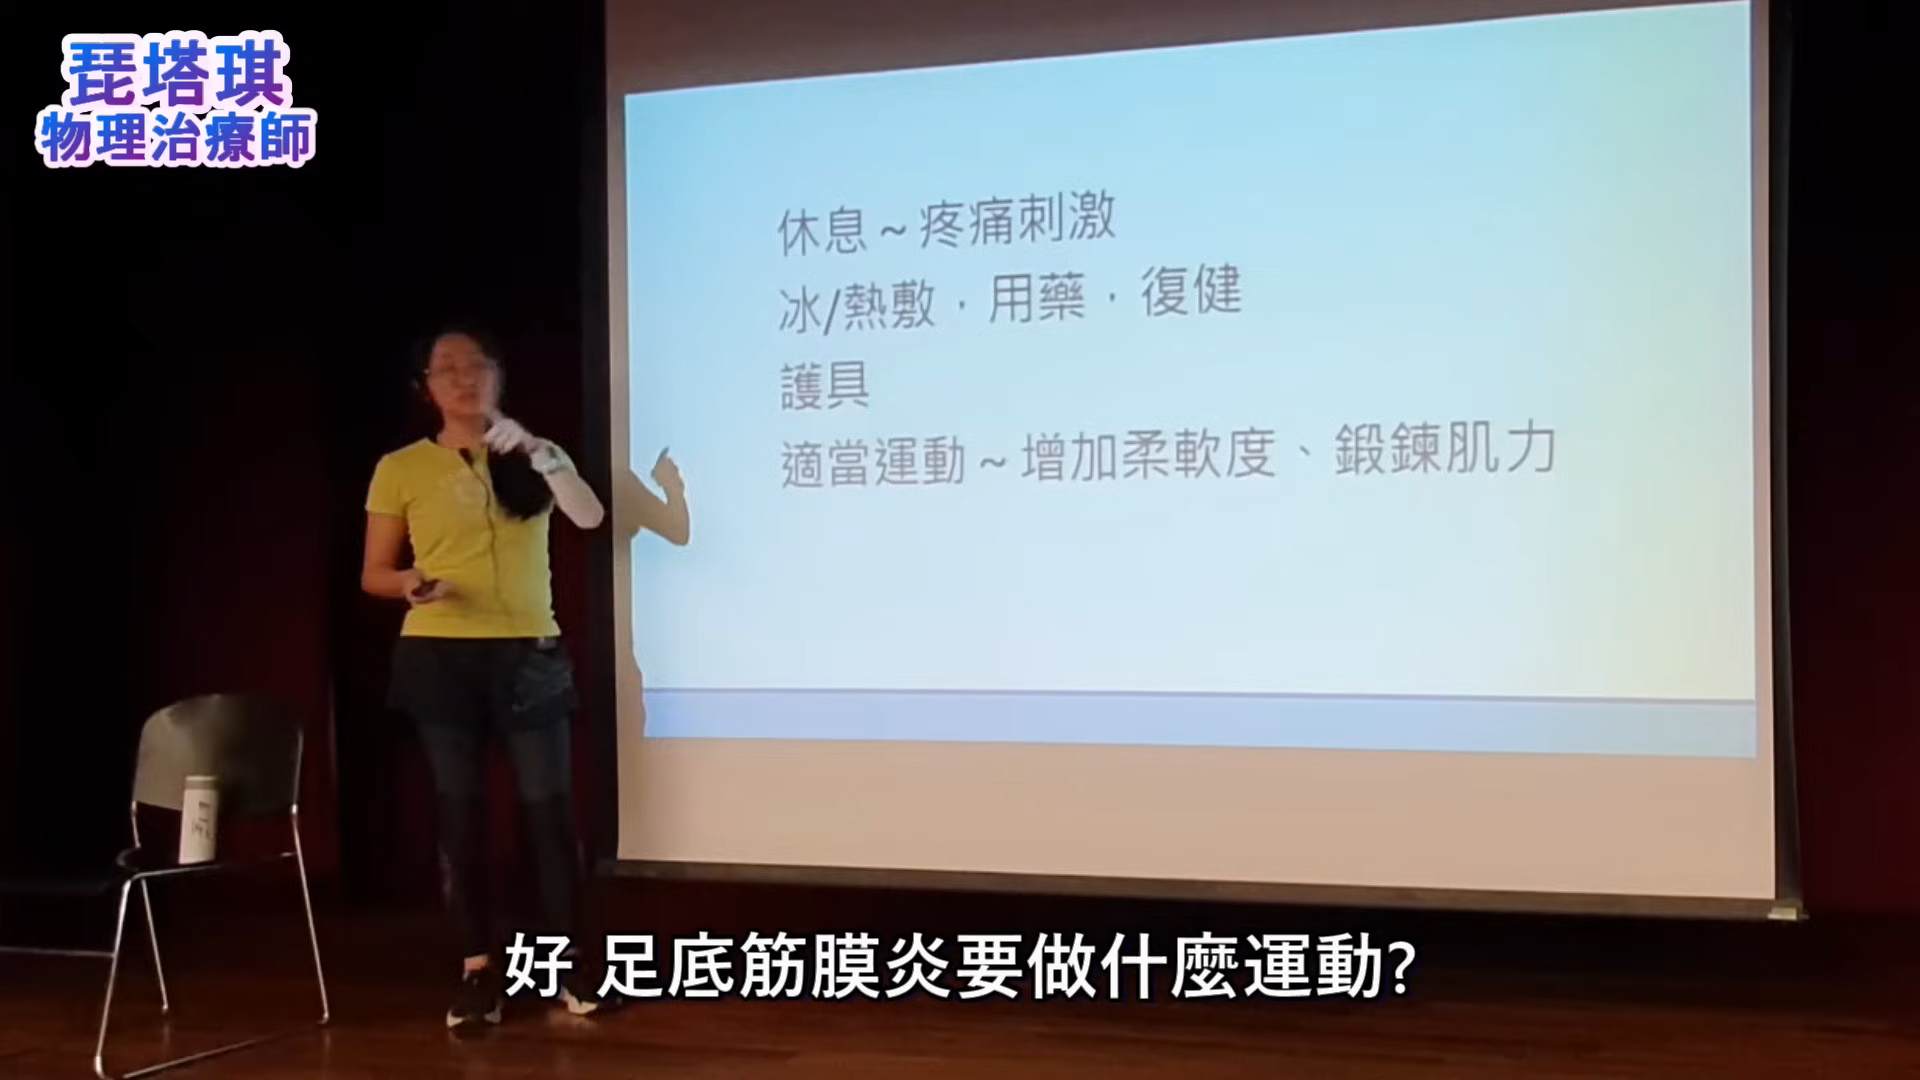 琵塔琪
物理治療師
休息~疼痛刺激
冰/熱敷，用藥，復健
護具
適當運動~增加柔軟度、鍛鍊肌力
好 足底筋膜炎要做什麼運動?